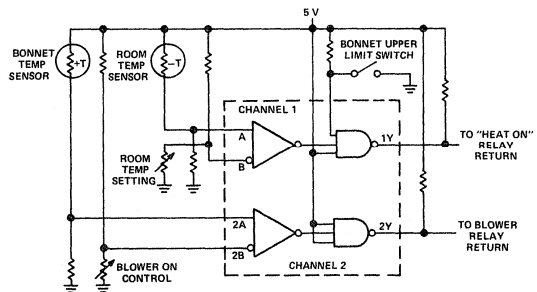 5 V
BONNET
TEMP
SENSOR
+T
ROOM
TEMP
SENSOR
−T
BONNET UPPER
LIMIT SWITCH
CHANNEL 1
A
B
1Y
TO "HEAT ON"
RELAY
RETURN
ROOM
TEMP
SETTING
2A
2B
2Y
TO BLOWER
RELAY
RETURN
BLOWER ON
CONTROL
CHANNEL 2